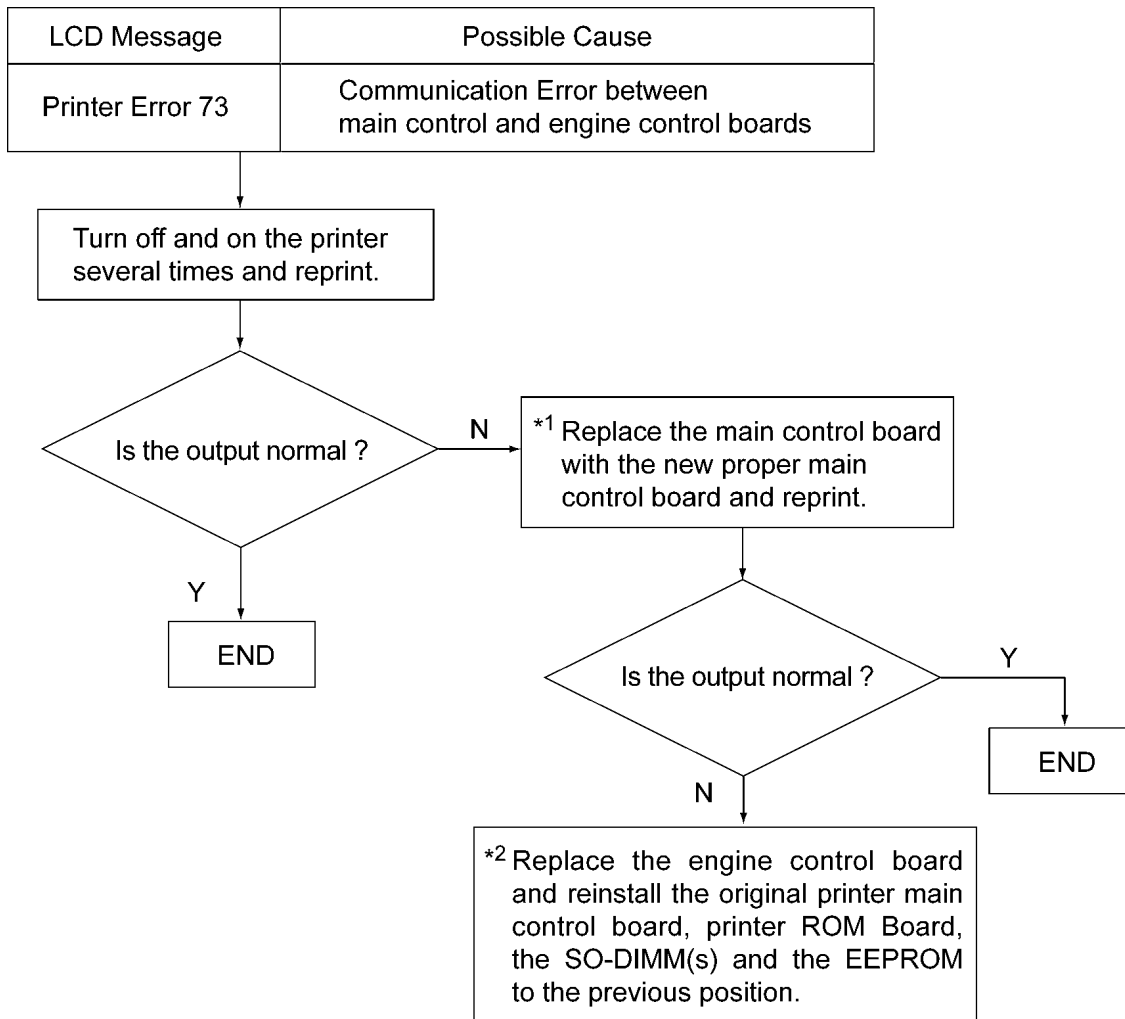 LCD Message
Possible Cause
Printer Error 73
Communication Error between
main control and engine control boards
Turn off and on the printer
several times and reprint.
Is the output normal ?
N
*1 Replace the main control board
with the new proper main
control board and reprint.
Y
END
Is the output normal ?
Y
END
N
*2 Replace the engine control board
and reinstall the original printer main
control board, printer ROM Board,
the SO-DIMM(s) and the EEPROM
to the previous position.